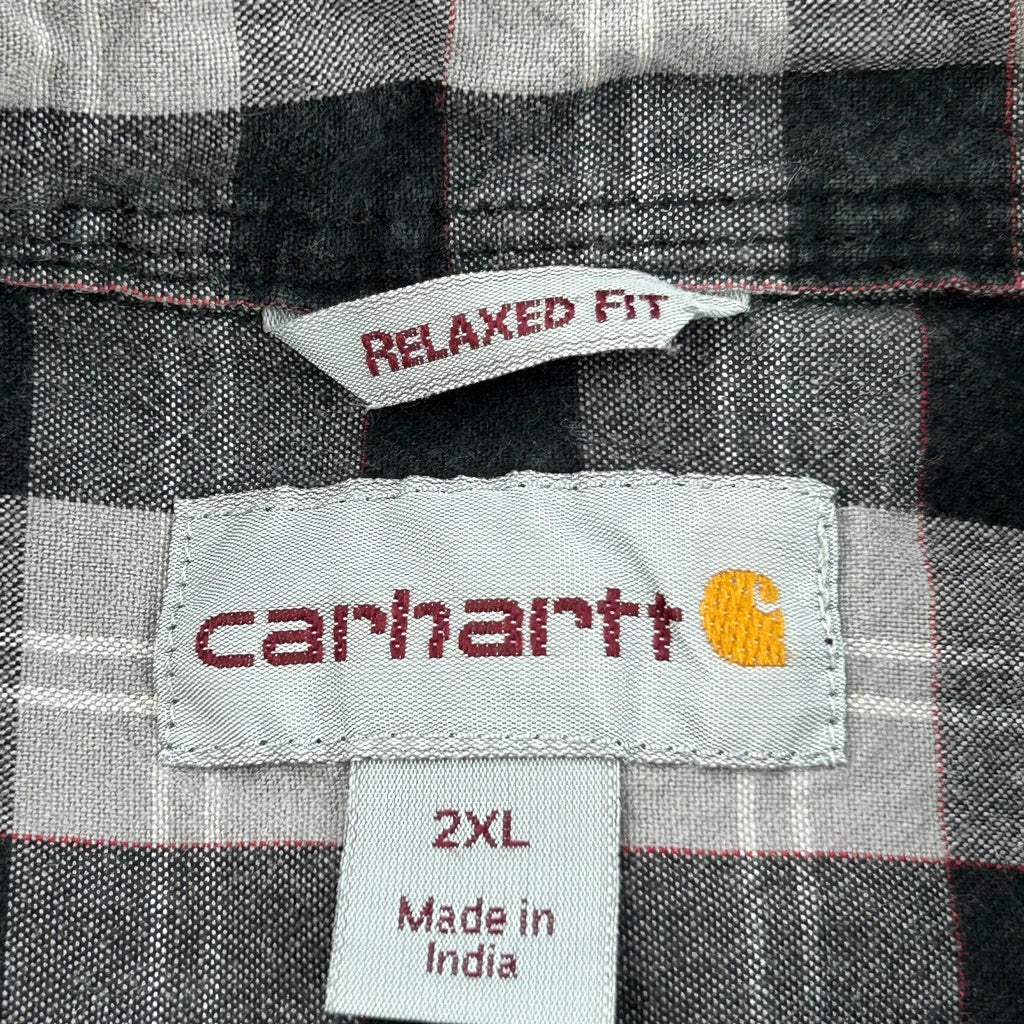 RELAXED FIT
carhartt
2XL
Made in
India